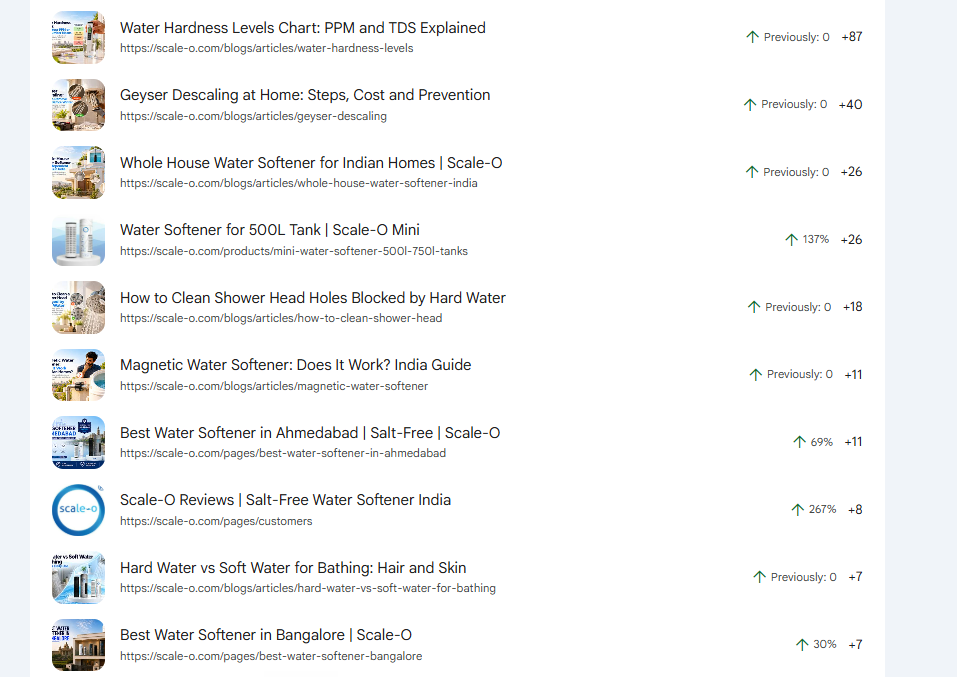 Water Hardness Levels Chart: PPM and TDS Explained
https://scale-o.com/blogs/articles/water-hardness-levels
Previously: 0 +87
Geyser Descaling at Home: Steps, Cost and Prevention
https://scale-o.com/blogs/articles/geyser-descaling
Previously: 0 +40
Whole House Water Softener for Indian Homes | Scale-O
https://scale-o.com/blogs/articles/whole-house-water-softener-india
Previously: 0 +26
Water Softener for 500L Tank | Scale-O Mini
https://scale-o.com/products/mini-water-softener-500l-750l-tanks
137% +26
How to Clean Shower Head Holes Blocked by Hard Water
https://scale-o.com/blogs/articles/how-to-clean-shower-head
Previously: 0 +18
Magnetic Water Softener: Does It Work? India Guide
https://scale-o.com/blogs/articles/magnetic-water-softener
Previously: 0 +11
Best Water Softener in Ahmedabad | Salt-Free | Scale-O
https://scale-o.com/pages/best-water-softener-in-ahmedabad
69% +11
scale-o
Scale-O Reviews | Salt-Free Water Softener India
https://scale-o.com/pages/customers
267% +8
Hard Water vs Soft Water for Bathing: Hair and Skin
https://scale-o.com/blogs/articles/hard-water-vs-soft-water-for-bathing
Previously: 0 +7
Best Water Softener in Bangalore | Scale-O
https://scale-o.com/pages/best-water-softener-bangalore
30% +7